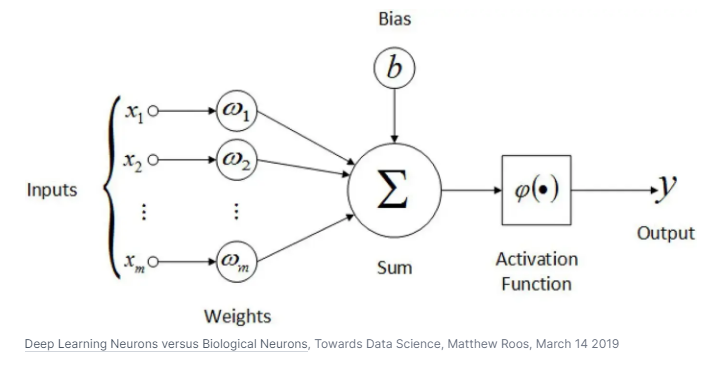 Bias
b
x1
ω1
x2
ω2
Inputs
⋮
⋮
Σ
φ(•)
y
Output
xm
ωm
Sum
Activation
Function
Weights
Deep Learning Neurons versus Biological Neurons, Towards Data Science, Matthew Roos, March 14 2019